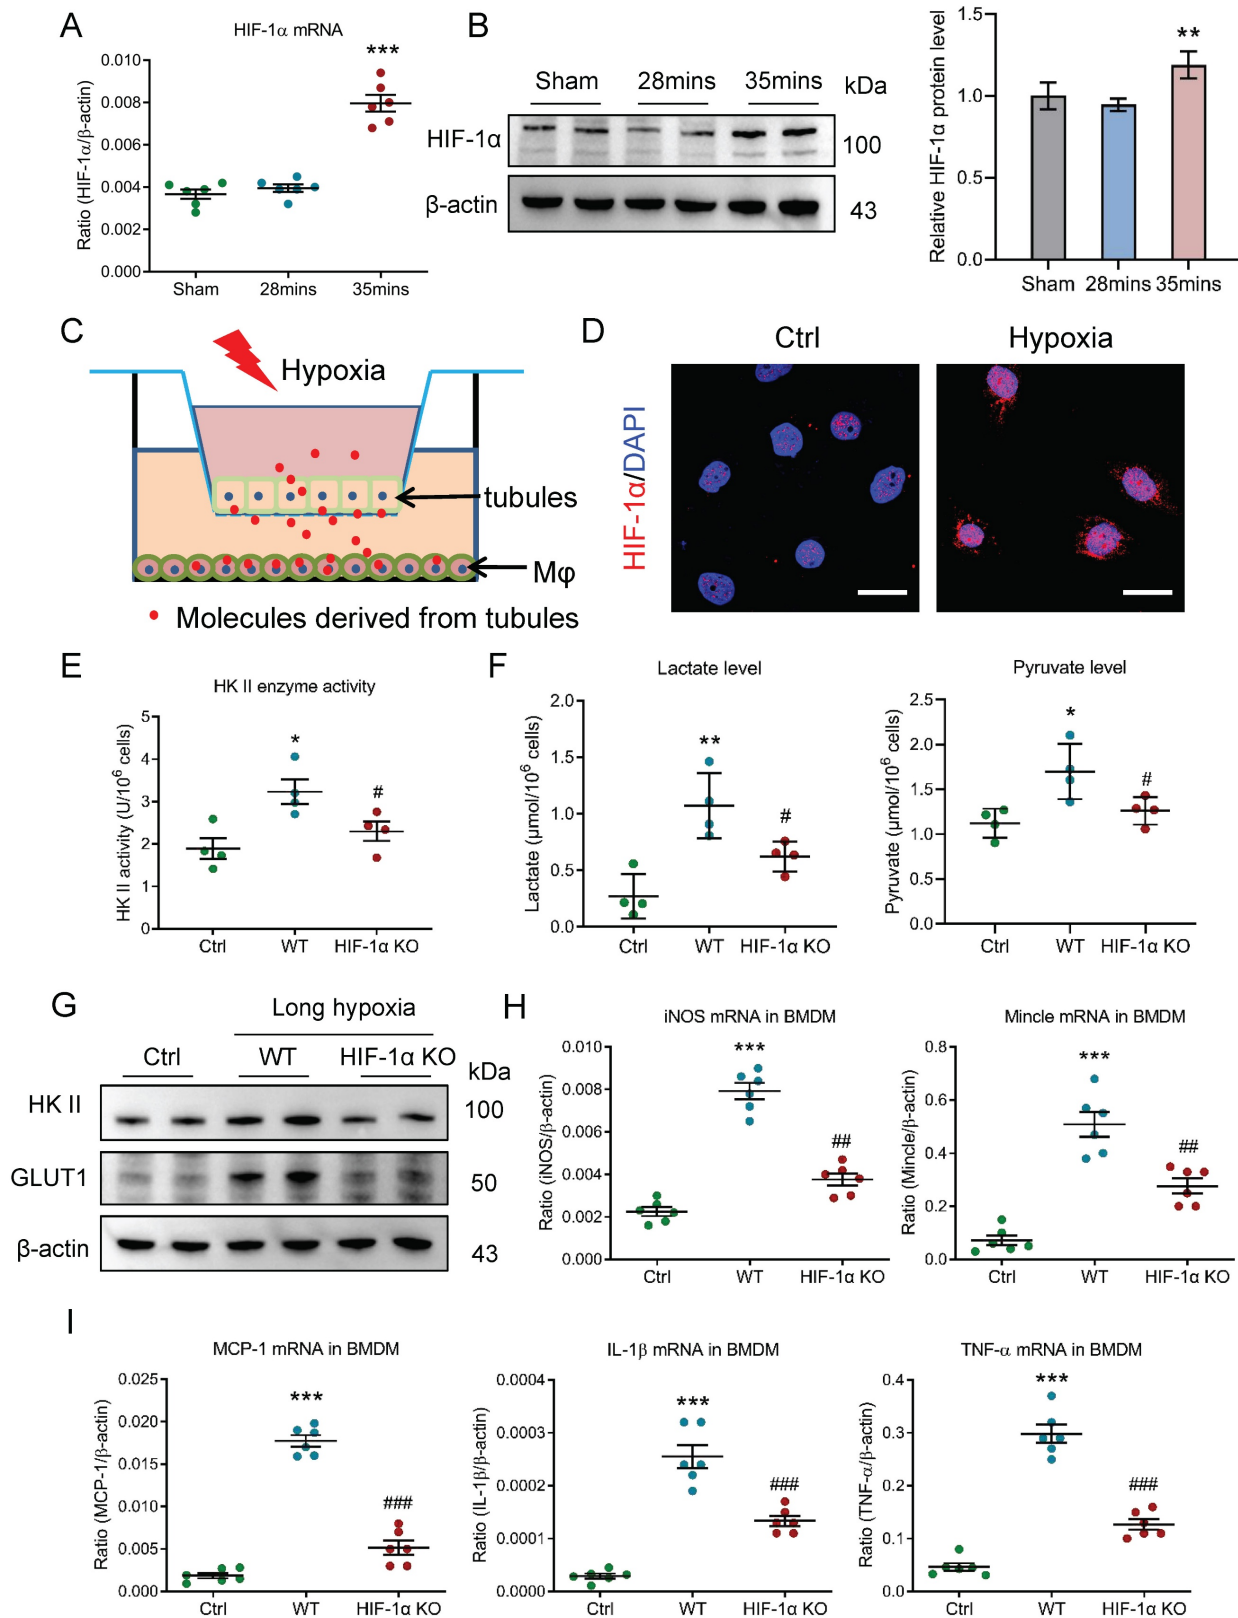 A
HIF-1α mRNA
Ratio (HIF-1α/β-actin)
0.010
0.008
0.006
0.004
0.002
0.000
***
Sham 28mins 35mins
B
Sham 28mins 35mins kDa
HIF-1α 100
β-actin 43
Relative HIF-1α protein level
1.5
1.0
0.5
0.0
**
Sham 28mins 35mins
C
Hypoxia
tubules
Mφ
Molecules derived from tubules
D
Ctrl Hypoxia
HIF-1α/DAPI
E
HK II enzyme activity
HK II activity (U/10⁶ cells)
5
4
3
2
1
0
*
#
Ctrl WT HIF-1α KO
F
Lactate level
Lactate (μmol/10⁶ cells)
2.0
1.5
1.0
0.5
0.0
**
#
Ctrl WT HIF-1α KO
Pyruvate level
Pyruvate (μmol/10⁶ cells)
2.5
2.0
1.5
1.0
0.5
0.0
*
#
Ctrl WT HIF-1α KO
G
Long hypoxia
Ctrl WT HIF-1α KO kDa
HK II 100
GLUT1 50
β-actin 43
H
iNOS mRNA in BMDM
Ratio (iNOS/β-actin)
0.010
0.008
0.006
0.004
0.002
0.000
***
##
Ctrl WT HIF-1α KO
Mincle mRNA in BMDM
Ratio (Mincle/β-actin)
0.8
0.6
0.4
0.2
0.0
***
##
Ctrl WT HIF-1α KO
I
MCP-1 mRNA in BMDM
Ratio (MCP-1/β-actin)
0.025
0.020
0.015
0.010
0.005
0.000
***
###
Ctrl WT HIF-1α KO
IL-1β mRNA in BMDM
Ratio (IL-1β/β-actin)
0.0004
0.0003
0.0002
0.0001
0.0000
***
###
Ctrl WT HIF-1α KO
TNF-α mRNA in BMDM
Ratio (TNF-α/β-actin)
0.4
0.3
0.2
0.1
0.0
***
###
Ctrl WT HIF-1α KO